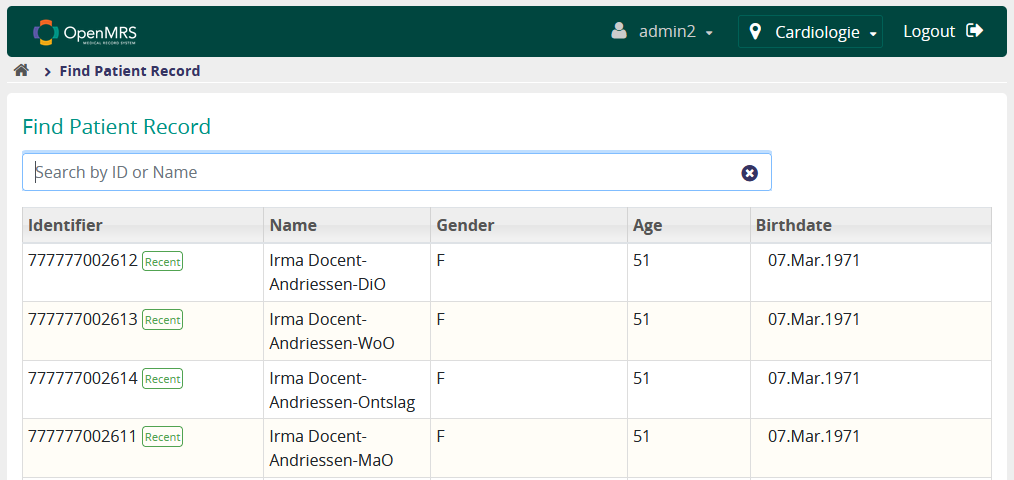 OpenMRS
MEDICAL RECORD SYSTEM
admin2
Cardiologie
Logout
Find Patient Record
Find Patient Record
Search by ID or Name
Identifier Name Gender Age Birthdate
777777002612 Recent Irma Docent- F 51 07.Mar.1971
Andriessen-DiO
777777002613 Recent Irma Docent- F 51 07.Mar.1971
Andriessen-WoO
777777002614 Recent Irma Docent- F 51 07.Mar.1971
Andriessen-Ontslag
777777002611 Recent Irma Docent- F 51 07.Mar.1971
Andriessen-MaO